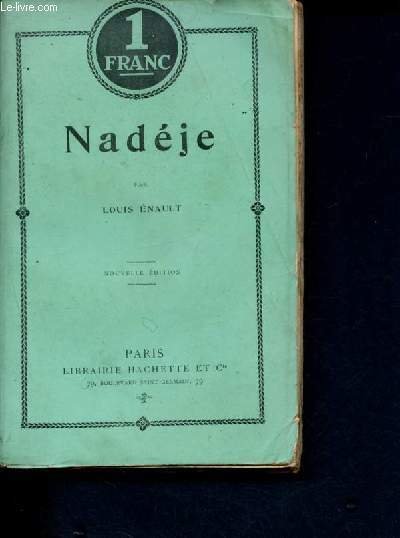 Le-livre.com
1
FRANC
Nadéje
PAR
LOUIS ÉNAULT
NOUVELLE ÉDITION
PARIS
LIBRAIRIE HACHETTE ET Cie
79, BOULEVARD SAINT-GERMAIN, 79